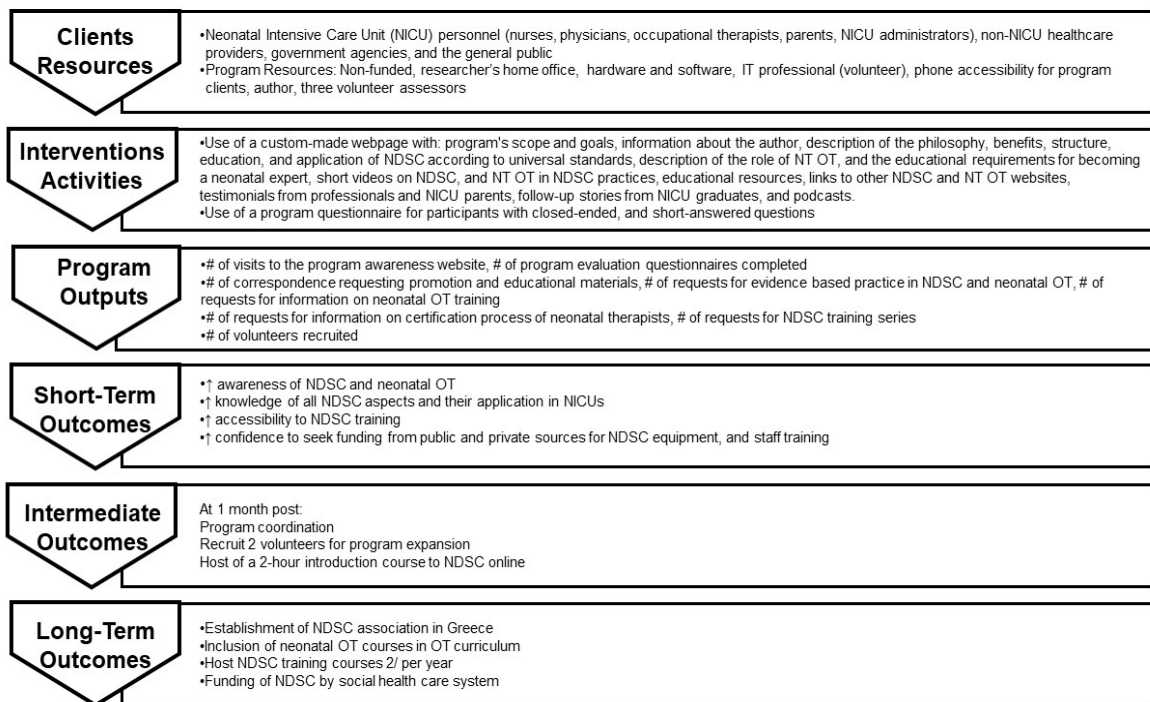 Clients
Resources
•Neonatal Intensive Care Unit (NICU) personnel (nurses, physicians, occupational therapists, parents, NICU administrators), non-NICU healthcare
providers, government agencies, and the general public
•Program Resources: Non-funded, researcher's home office, hardware and software, IT professional (volunteer), phone accessibility for program
clients, author, three volunteer assessors
Interventions
Activities
•Use of a custom-made webpage with: program's scope and goals, information about the author, description of the philosophy, benefits, structure,
education, and application of NDSC according to universal standards, description of the role of NT OT, and the educational requirements for becoming
a neonatal expert, short videos on NDSC, and NT OT in NDSC practices, educational resources, links to other NDSC and NT OT websites,
testimonials from professionals and NICU parents, follow-up stories from NICU graduates, and podcasts.
•Use of a program questionnaire for participants with closed-ended, and short-answered questions
Program
Outputs
•# of visits to the program awareness website, # of program evaluation questionnaires completed
•# of correspondence requesting promotion and educational materials, # of requests for evidence based practice in NDSC and neonatal OT, # of
requests for information on neonatal OT training
•# of requests for information on certification process of neonatal therapists, # of requests for NDSC training series
•# of volunteers recruited
Short-Term
Outcomes
•↑ awareness of NDSC and neonatal OT
•↑ knowledge of all NDSC aspects and their application in NICUs
•↑ accessibility to NDSC training
•↑ confidence to seek funding from public and private sources for NDSC equipment, and staff training
Intermediate
Outcomes
At 1 month post:
Program coordination
Recruit 2 volunteers for program expansion
Host of a 2-hour introduction course to NDSC online
Long-Term
Outcomes
•Establishment of NDSC association in Greece
•Inclusion of neonatal OT courses in OT curriculum
•Host NDSC training courses 2/ per year
•Funding of NDSC by social health care system